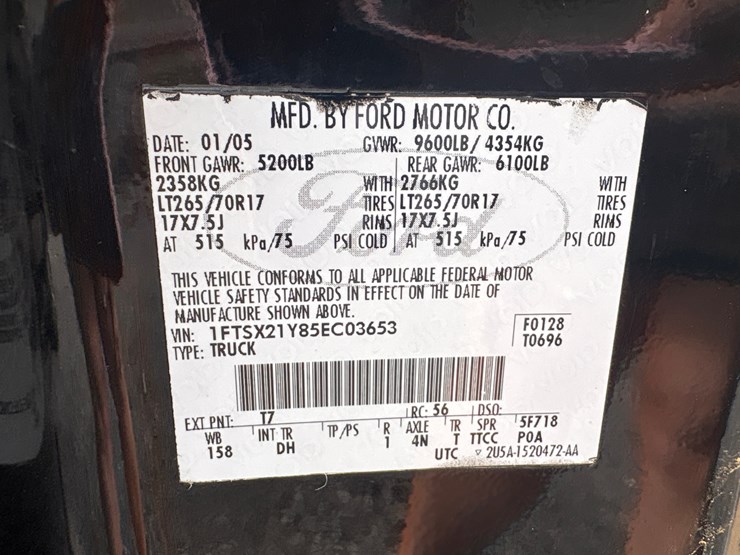 MFD. BY FORD MOTOR CO.
DATE: 01/05 GVWR: 9600LB/ 4354KG
FRONT GAWR: 5200LB REAR GAWR: 6100LB
2358KG WITH 2766KG WITH
LT265/70R17 TIRES LT265/70R17 TIRES
17X7.5J RIMS 17X7.5J RIMS
AT 515 kPa/75 PSI COLD AT 515 kPa/75 PSI COLD
Ford
THIS VEHICLE CONFORMS TO ALL APPLICABLE FEDERAL MOTOR
VEHICLE SAFETY STANDARDS IN EFFECT ON THE DATE OF
MANUFACTURE SHOWN ABOVE.
VIN: 1FTSX21Y85EC03653 F0128
TYPE: TRUCK T0696
EXT PNT: T7 RC: 56 DSO:
WB INT TR TP/PS R AXLE TR SPR 5F718
158 DH 1 4N T TTCC P0A
UTC ▽ 2U5A-1520472-AA